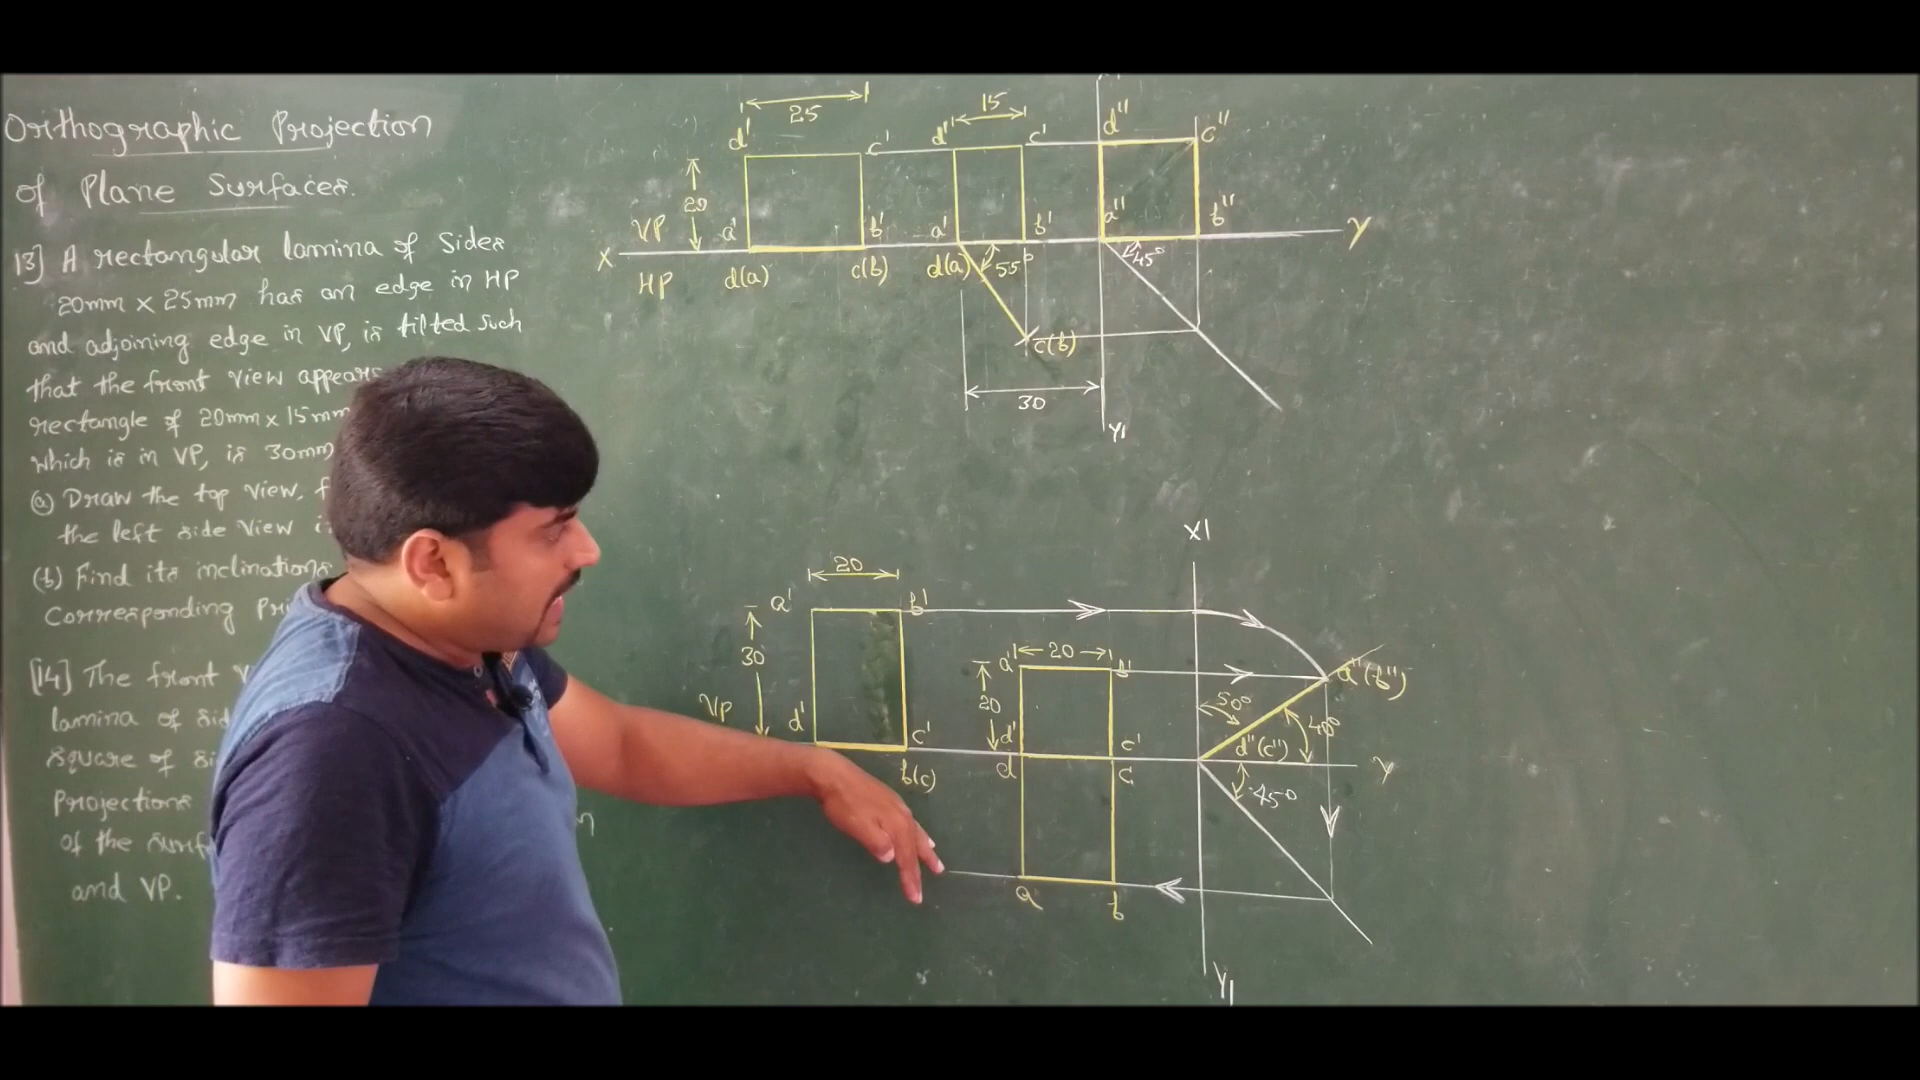 Orthographic Projection
of Plane Surfaces.
13] A rectangular lamina of Sides
20mm x 25mm has an edge in HP
and adjoining edge in VP, is tilted such
that the front view appears
rectangle of 20mm x 15mm
which is in VP, is 30mm
(a) Draw the top view,
the left side view
(b) Find its inclinations
Corresponding
[14] The front
lamina of
square of
Projections
of the
and VP.
25
15
d' c' d' c' d" c"
20
VP a' b' a' b' a" b"
X Y
HP d(a) c(b) d(a) 55° 45°
c(b)
30
Y1
X1
20
a' b'
30
a' 20 b' a"(b")
20
50°
40°
VP d' c' d' c' d"(c")
b(c) d c Y
45°
a b
Y1